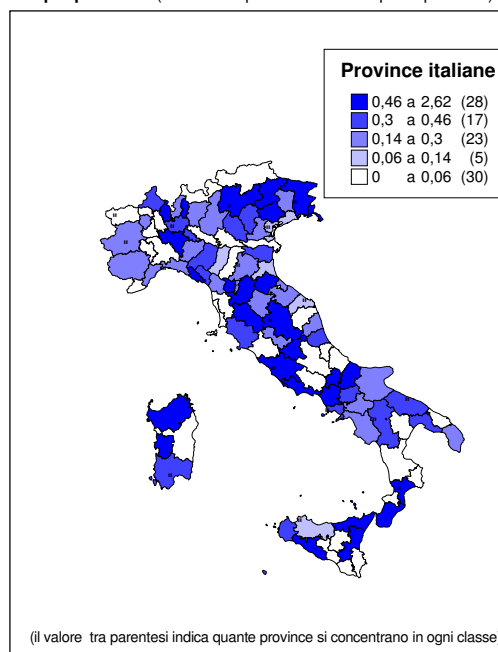 Province italiane
0,46 a 2,62 (28)
0,3 a 0,46 (17)
0,14 a 0,3 (23)
0,06 a 0,14 (5)
0 a 0,06 (30)
(il valore tra parentesi indica quante province si concentrano in ogni classe)